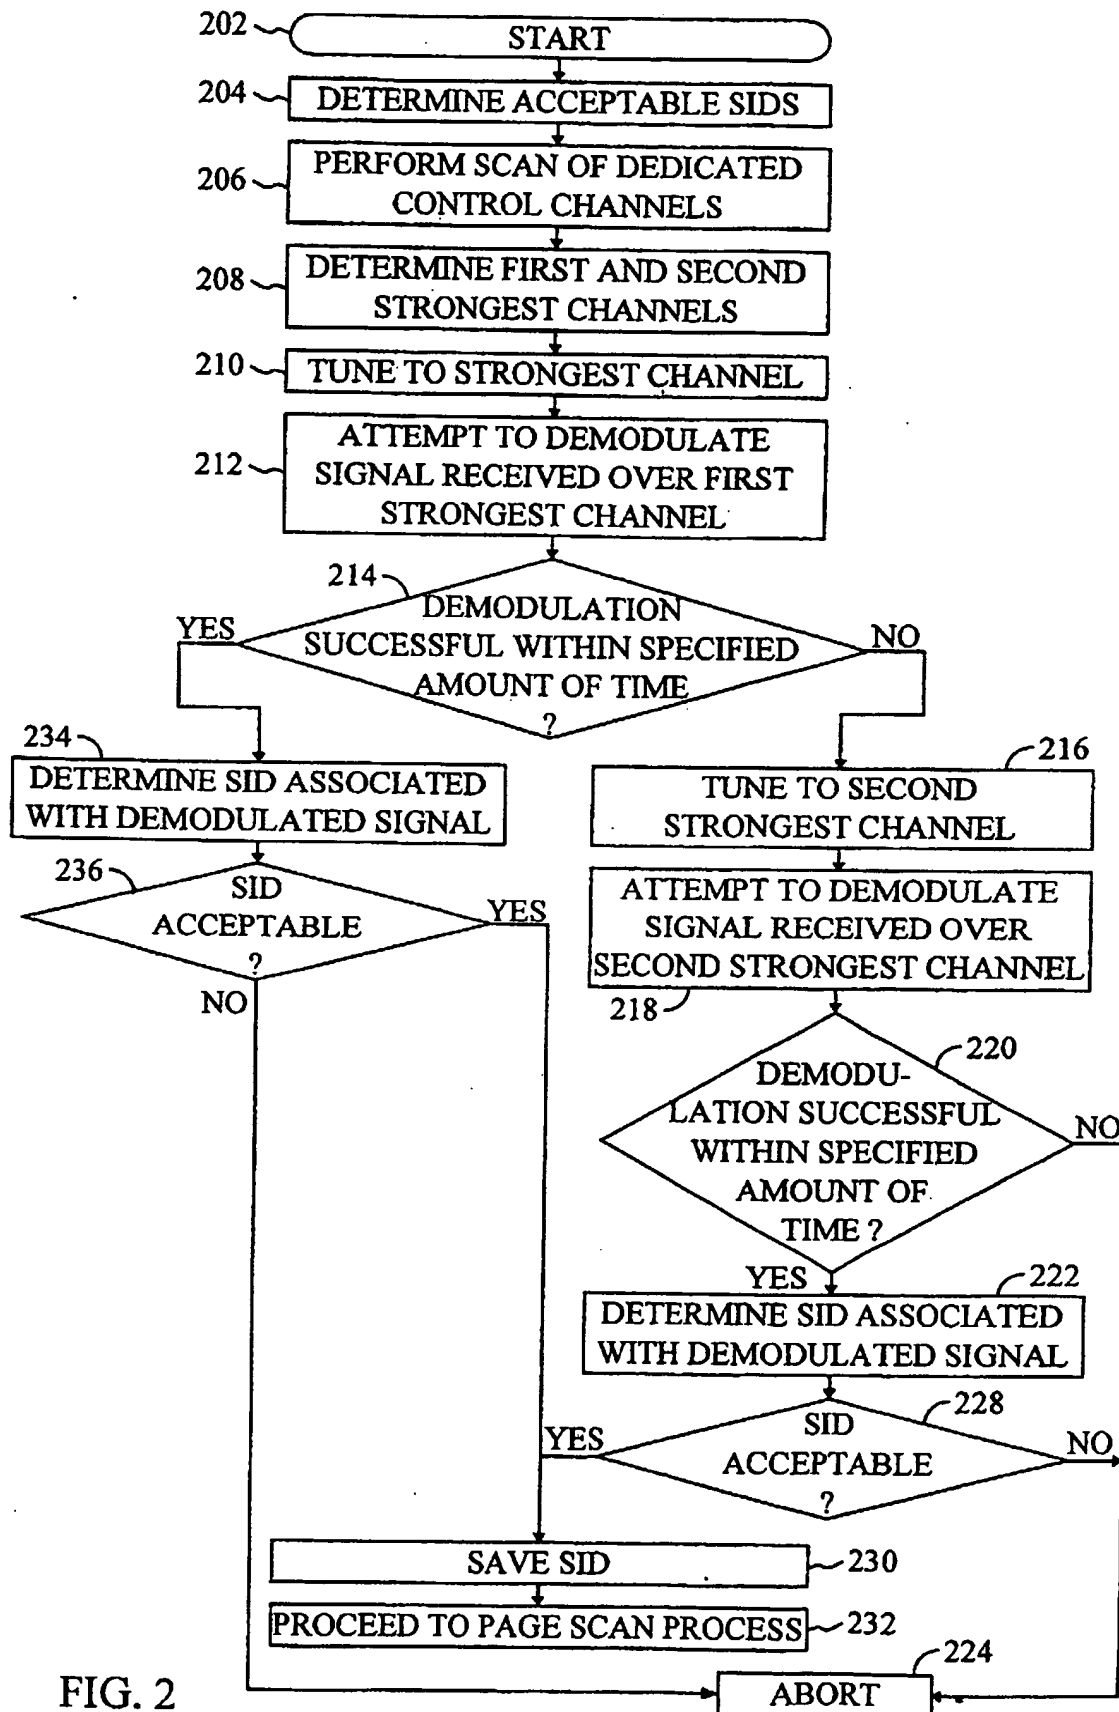 202
START
204
DETERMINE ACCEPTABLE SIDS
206
PERFORM SCAN OF DEDICATED
CONTROL CHANNELS
208
DETERMINE FIRST AND SECOND
STRONGEST CHANNELS
210
TUNE TO STRONGEST CHANNEL
212
ATTEMPT TO DEMODULATE
SIGNAL RECEIVED OVER FIRST
STRONGEST CHANNEL
214
DEMODULATION
SUCCESSFUL WITHIN SPECIFIED
AMOUNT OF TIME
?
YES
NO
234
DETERMINE SID ASSOCIATED
WITH DEMODULATED SIGNAL
236
SID
ACCEPTABLE
?
YES
NO
216
TUNE TO SECOND
STRONGEST CHANNEL
ATTEMPT TO DEMODULATE
SIGNAL RECEIVED OVER
SECOND STRONGEST CHANNEL
218
220
DEMODU-
LATION SUCCESSFUL
WITHIN SPECIFIED
AMOUNT OF
TIME ?
NO
YES
222
DETERMINE SID ASSOCIATED
WITH DEMODULATED SIGNAL
228
SID
ACCEPTABLE
?
YES
NO
SAVE SID
230
PROCEED TO PAGE SCAN PROCESS
232
224
ABORT
FIG. 2